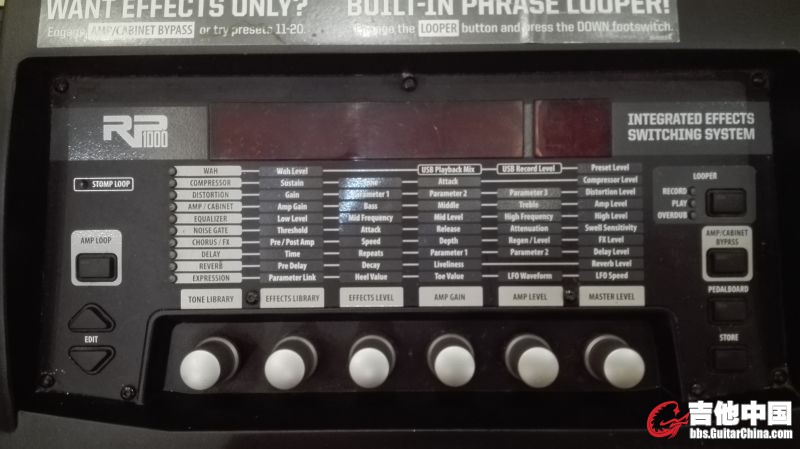 WANT EFFECTS ONLY?
Engage AMP/CABINET BYPASS or try presets 11-20.
BUILT-IN PHRASE LOOPER!
the LOOPER button and press the DOWN footswitch.
RP1000
INTEGRATED EFFECTS
SWITCHING SYSTEM
STOMP LOOP
AMP LOOP
EDIT
WAH Wah Level USB Playback Mix USB Record Level Preset Level
COMPRESSOR Sustain Tone Attack Compressor Level
DISTORTION Gain Parameter 1 Parameter 2 Parameter 3 Distortion Level
AMP / CABINET Amp Gain Bass Middle Treble Amp Level
EQUALIZER Low Level Mid Frequency Mid Level High Frequency High Level
NOISE GATE Threshold Attack Release Attenuation Swell Sensitivity
CHORUS / FX Pre / Post Amp Speed Depth Regen / Level FX Level
DELAY Time Repeats Parameter 1 Parameter 2 Delay Level
REVERB Pre Delay Decay Liveliness Reverb Level
EXPRESSION Parameter Link Heel Value Toe Value LFO Waveform LFO Speed
TONE LIBRARY EFFECTS LIBRARY EFFECTS LEVEL AMP GAIN AMP LEVEL MASTER LEVEL
LOOPER
RECORD
PLAY
OVERDUB
AMP/CABINET
BYPASS
PEDALBOARD
STORE
吉他中国
bbs.GuitarChina.com